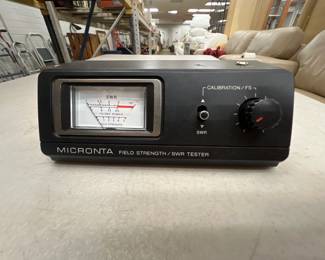 SWR
CALIBRATION / FS
SWR
MICRONTA FIELD STRENGTH / SWR TESTER